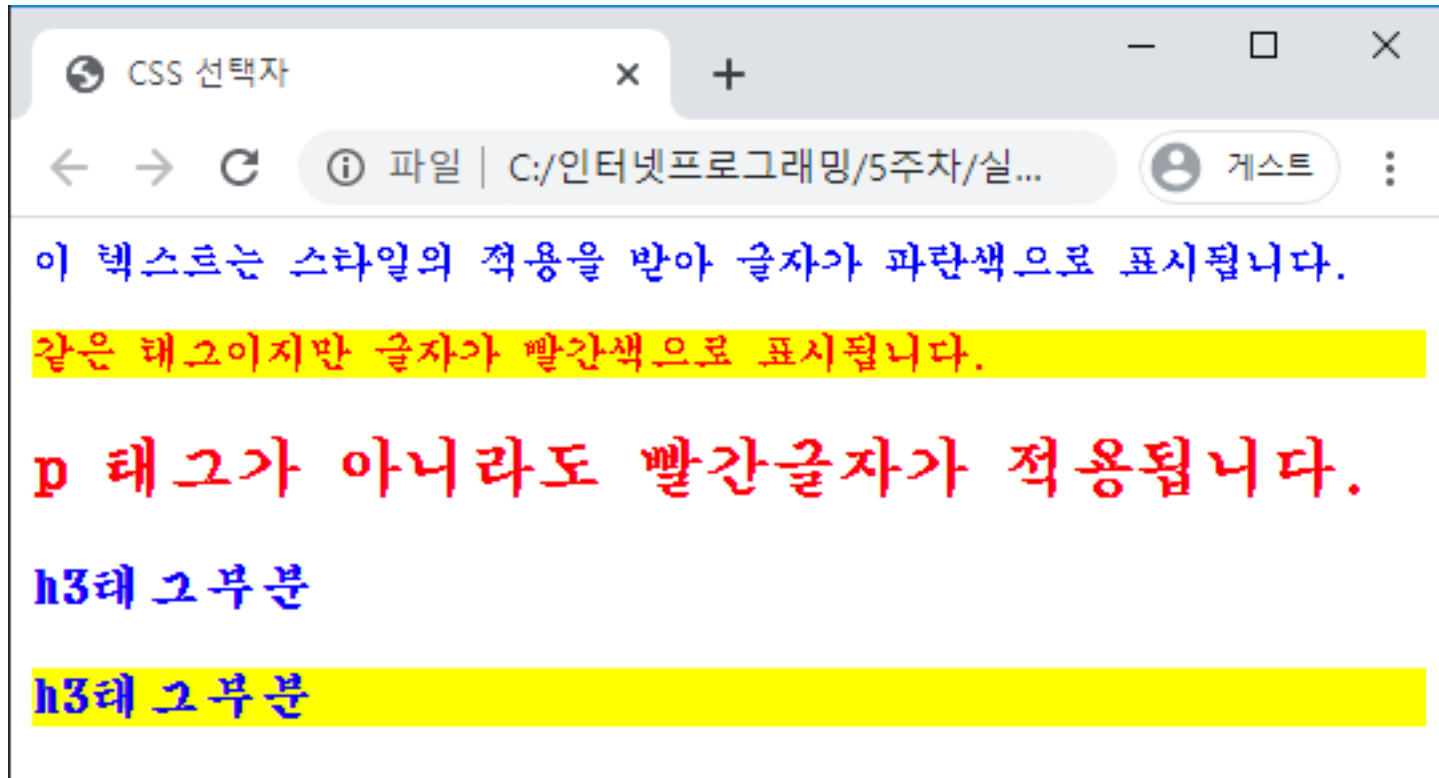 CSS 선택자
파일 | C:/인터넷프로그래밍/5주차/실... 게스트
이 텍스트는 스타일의 적용을 받아 글자가 파란색으로 표시됩니다.
같은 태그이지만 글자가 빨간색으로 표시됩니다.
p 태그가 아니라도 빨간글자가 적용됩니다.
h3태그부분
h3태그부분